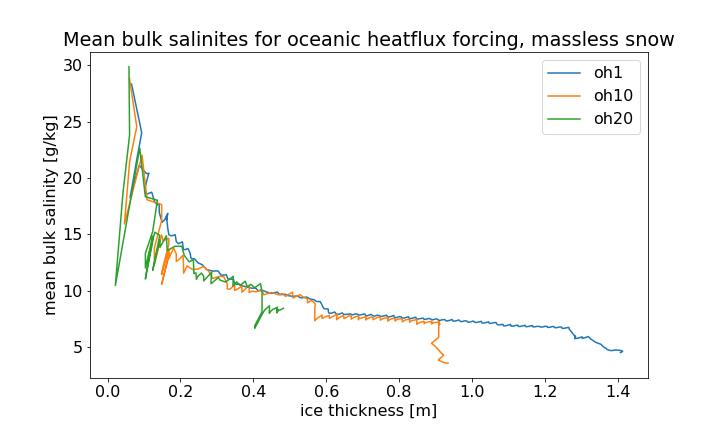 Mean bulk salinites for oceanic heatflux forcing, massless snow
30
25
20
15
10
5
mean bulk salinity [g/kg]
oh1
oh10
oh20
0.0 0.2 0.4 0.6 0.8 1.0 1.2 1.4
ice thickness [m]